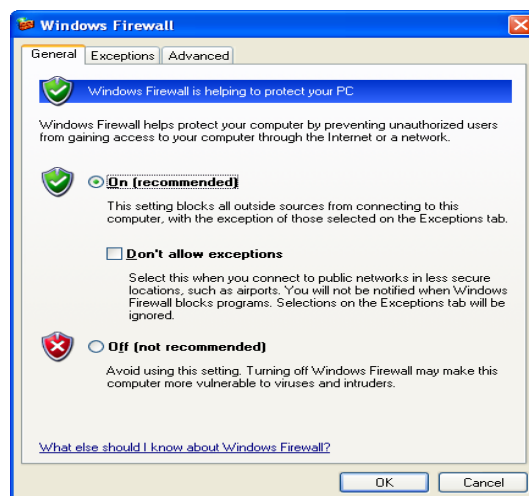 Windows Firewall
General Exceptions Advanced
Windows Firewall is helping to protect your PC
Windows Firewall helps protect your computer by preventing unauthorized users
from gaining access to your computer through the Internet or a network.
On (recommended)
This setting blocks all outside sources from connecting to this
computer, with the exception of those selected on the Exceptions tab.
Don't allow exceptions
Select this when you connect to public networks in less secure
locations, such as airports. You will not be notified when Windows
Firewall blocks programs. Selections on the Exceptions tab will be
ignored.
Off (not recommended)
Avoid using this setting. Turning off Windows Firewall may make this
computer more vulnerable to viruses and intruders.
What else should I know about Windows Firewall?
OK Cancel